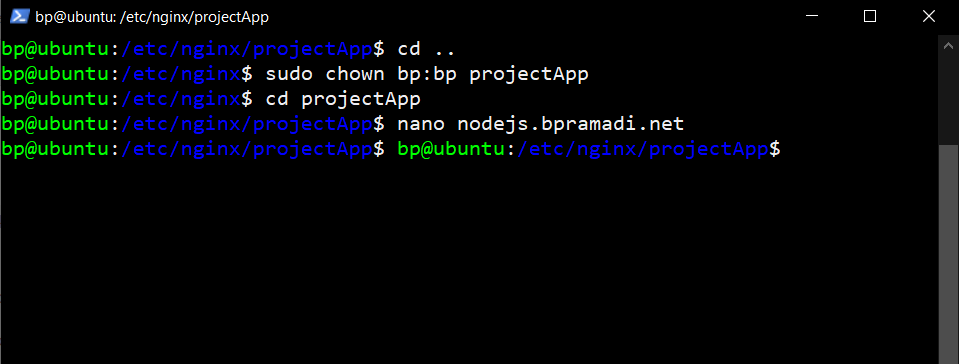 bp@ubuntu: /etc/nginx/projectApp
bp@ubuntu:/etc/nginx/projectApp$ cd ..
bp@ubuntu:/etc/nginx$ sudo chown bp:bp projectApp
bp@ubuntu:/etc/nginx$ cd projectApp
bp@ubuntu:/etc/nginx/projectApp$ nano nodejs.bpramadi.net
bp@ubuntu:/etc/nginx/projectApp$ bp@ubuntu:/etc/nginx/projectApp$